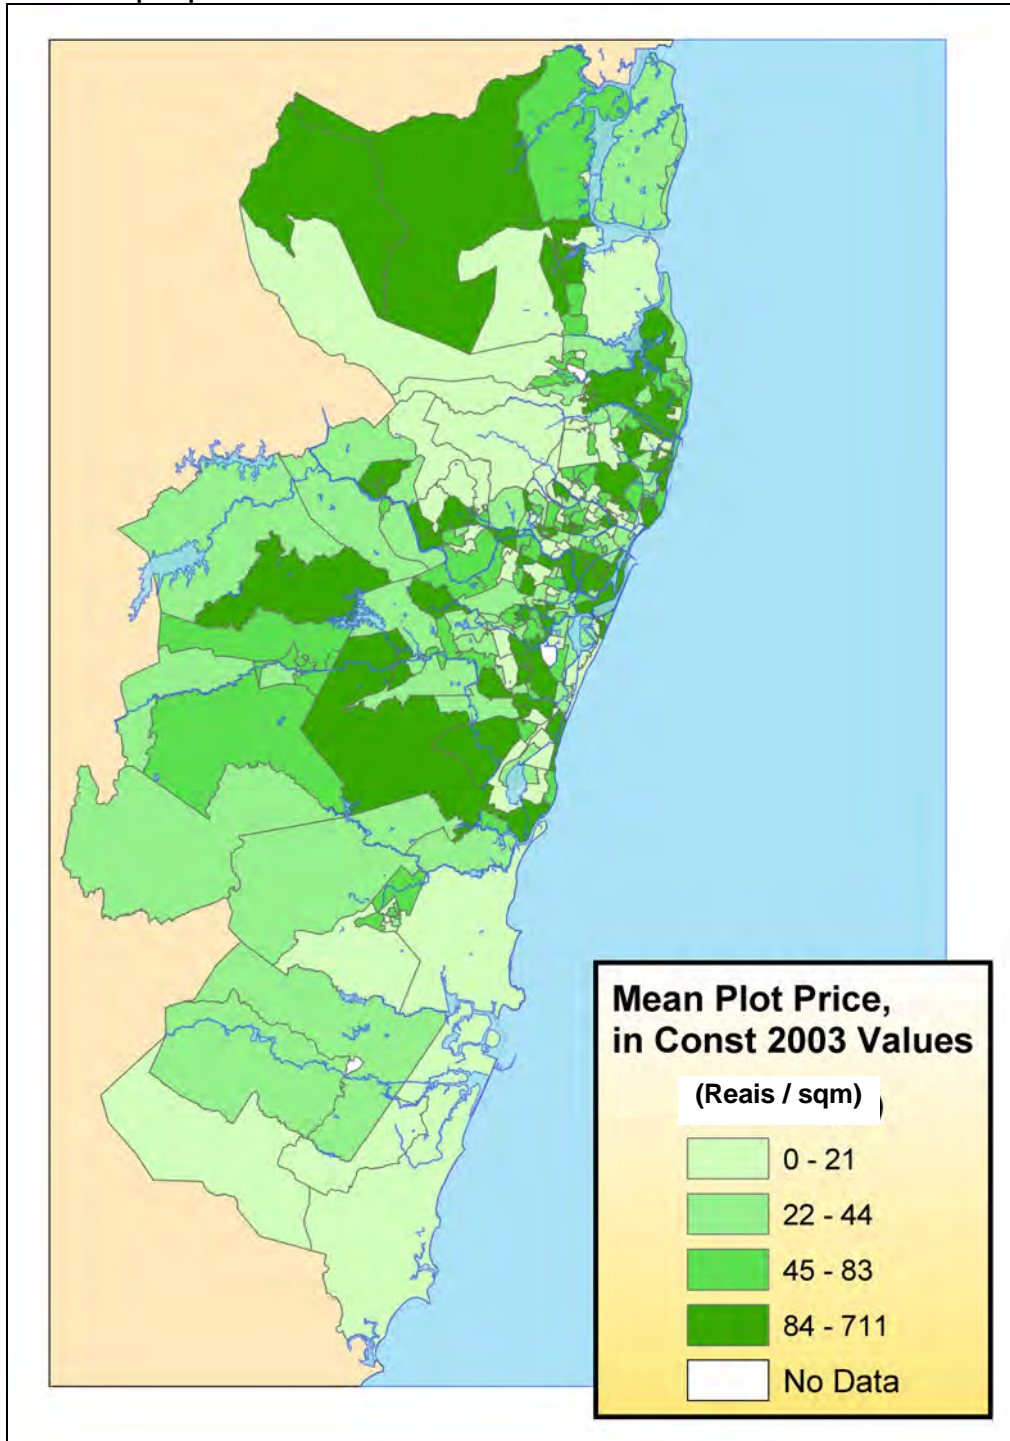 Mean Plot Price,
in Const 2003 Values
(Reais / sqm)
0 - 21
22 - 44
45 - 83
84 - 711
No Data